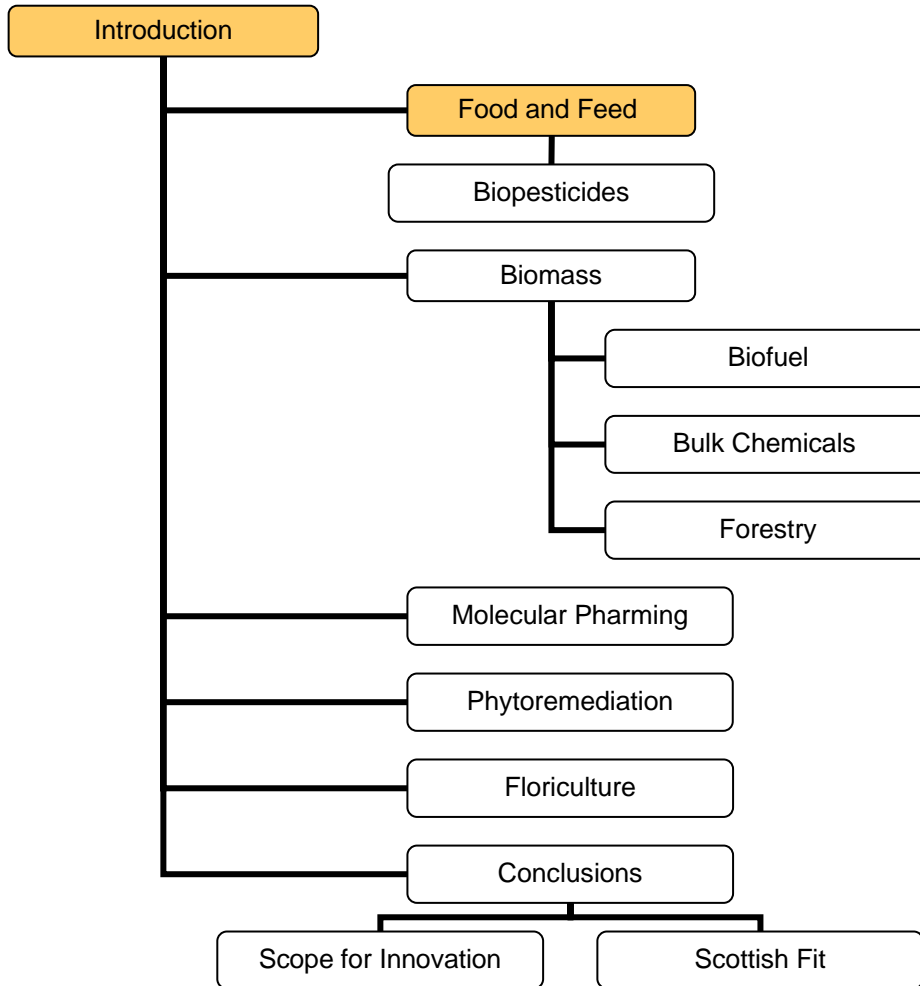 Introduction
Food and Feed
Biopesticides
Biomass
Biofuel
Bulk Chemicals
Forestry
Molecular Pharming
Phytoremediation
Floriculture
Conclusions
Scope for Innovation
Scottish Fit